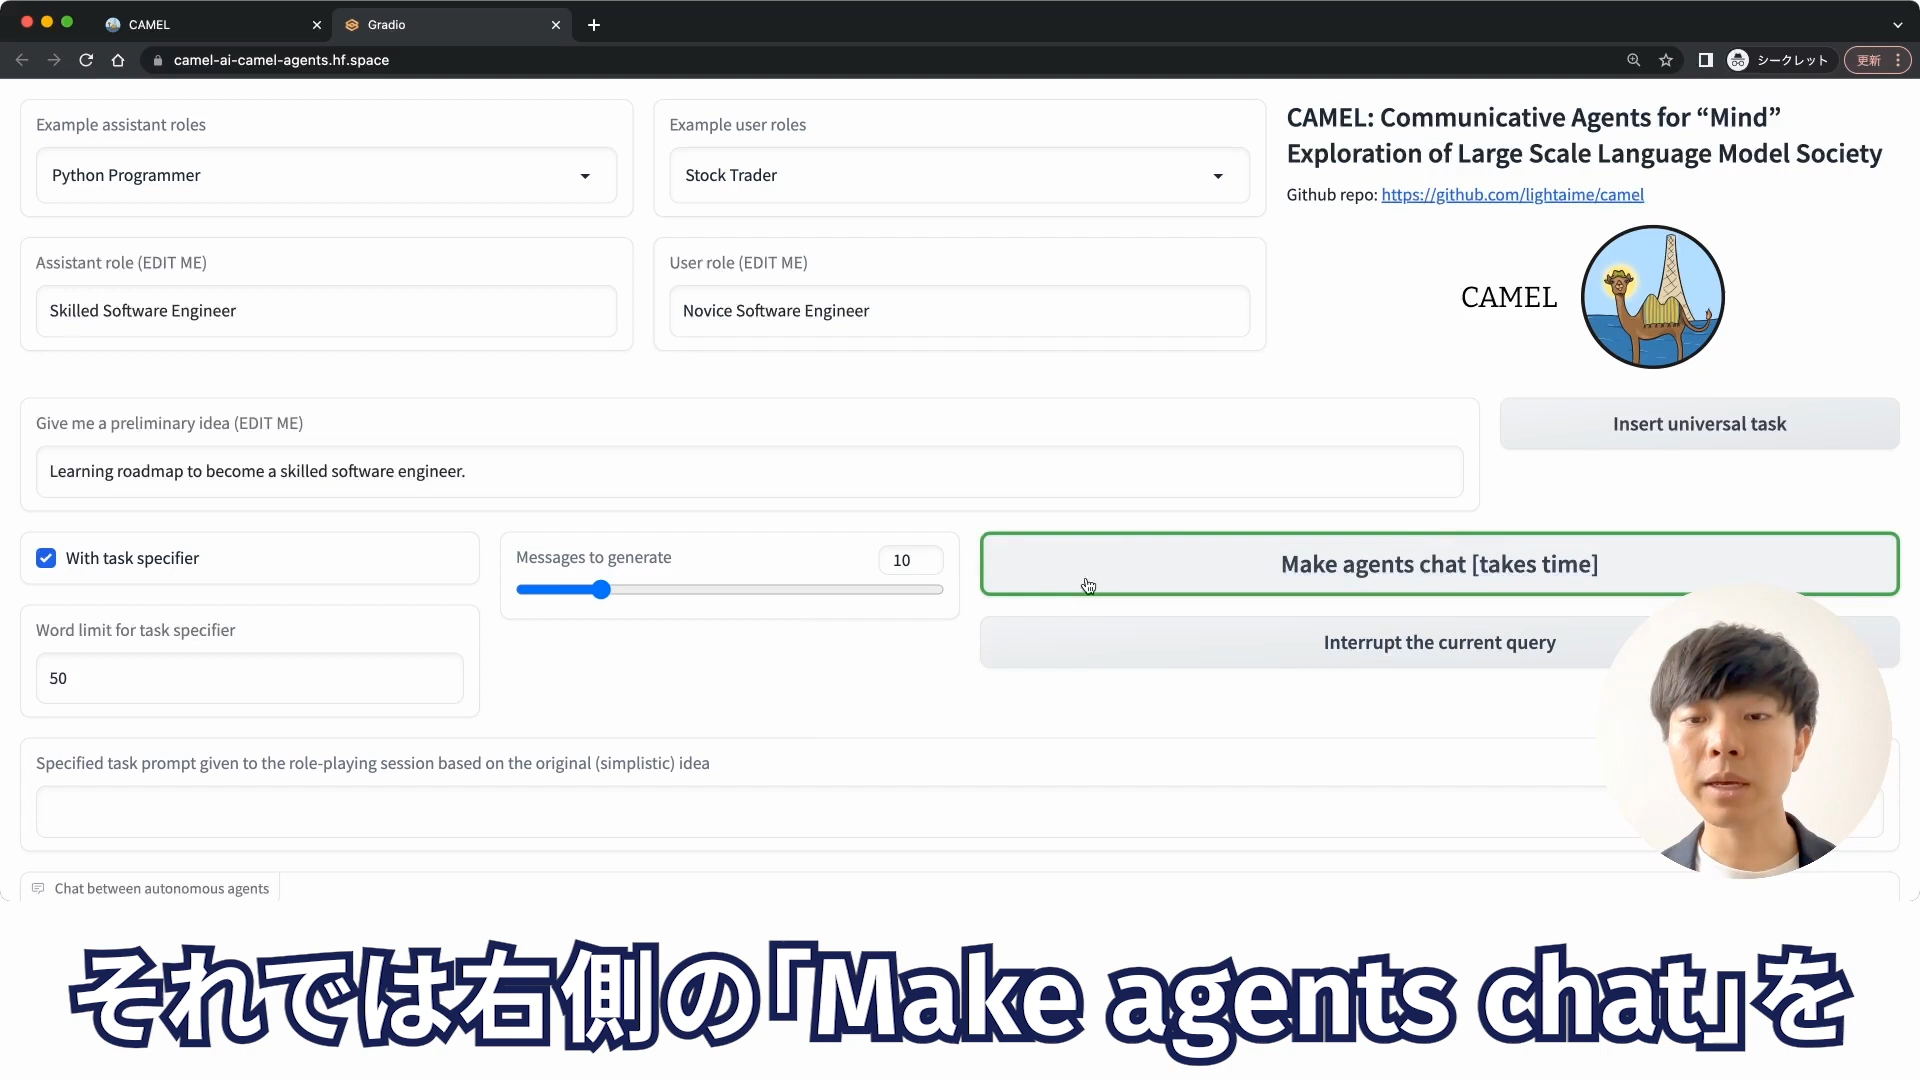 CAMEL
Gradio
camel-ai-camel-agents.hf.space
シークレット
更新
Example assistant roles
Python Programmer
Example user roles
Stock Trader
CAMEL: Communicative Agents for “Mind”
Exploration of Large Scale Language Model Society
Github repo: https://github.com/lightaime/camel
Assistant role (EDIT ME)
Skilled Software Engineer
User role (EDIT ME)
Novice Software Engineer
CAMEL
Give me a preliminary idea (EDIT ME)
Learning roadmap to become a skilled software engineer.
Insert universal task
With task specifier
Messages to generate
10
Make agents chat [takes time]
Word limit for task specifier
50
Interrupt the current query
Specified task prompt given to the role-playing session based on the original (simplistic) idea
Chat between autonomous agents
それでは右側の「Make agents chat」を